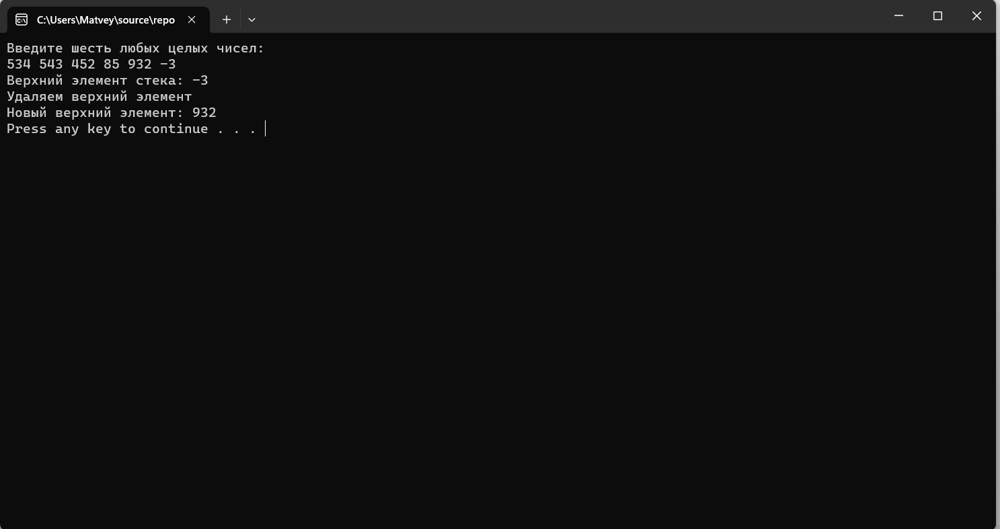 C:\Users\Matvey\source\repo
Введите шесть любых целых чисел:
534 543 452 85 932 -3
Верхний элемент стека: -3
Удаляем верхний элемент
Новый верхний элемент: 932
Press any key to continue . . .